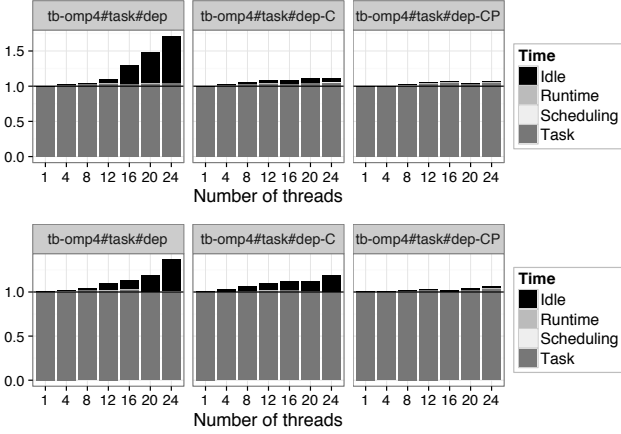 tb-omp4#task#dep tb-omp4#task#dep-C tb-omp4#task#dep-CP
1.5
1.0
0.5
0.0
1 4 8 12 16 20 24 1 4 8 12 16 20 24 1 4 8 12 16 20 24
Number of threads
Time
Idle
Runtime
Scheduling
Task
tb-omp4#task#dep tb-omp4#task#dep-C tb-omp4#task#dep-CP
1.0
0.5
0.0
1 4 8 12 16 20 24 1 4 8 12 16 20 24 1 4 8 12 16 20 24
Number of threads
Time
Idle
Runtime
Scheduling
Task